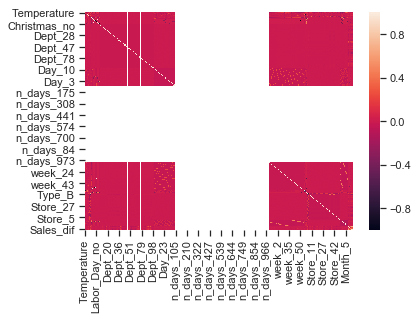 Temperature
Christmas_no
Dept_28
Dept_47
Dept_78
Day_10
Day_3
n_days_175
n_days_308
n_days_441
n_days_574
n_days_700
n_days_84
n_days_973
week_24
week_43
Type_B
Store_27
Store_5
Sales_dif
Temperature
Labor_Day_no
Dept_20
Dept_36
Dept_51
Dept_79
Dept_98
Day_23
n_days_105
n_days_210
n_days_322
n_days_427
n_days_539
n_days_644
n_days_749
n_days_854
n_days_966
week_2
week_35
week_50
Store_11
Store_27
Store_42
Month_5
0.8
0.4
0.0
−0.4
−0.8